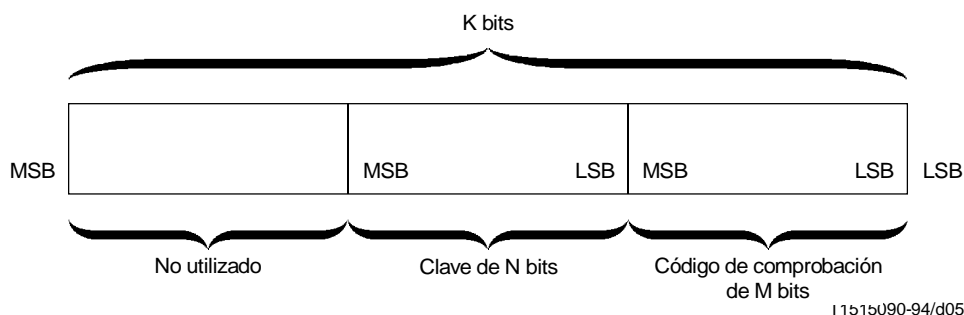 K bits
MSB MSB LSB MSB LSB LSB
No utilizado Clave de N bits Código de comprobación
de M bits
T1515090-94/d05